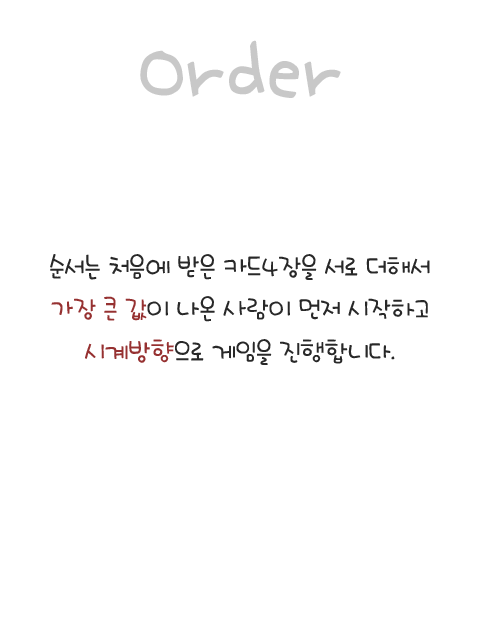 Order
순서는 처음에 받은 카드4장을 서로 더해서
가장 큰 값이 나온 사람이 먼저 시작하고
시계방향으로 게임을 진행합니다.